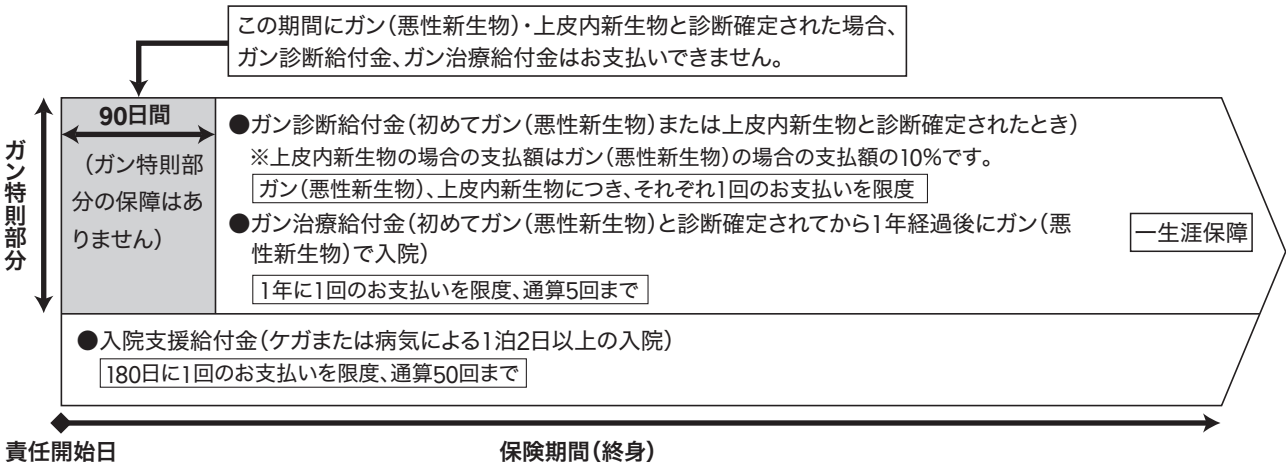 この期間にガン(悪性新生物)・上皮内新生物と診断確定された場合、
ガン診断給付金、ガン治療給付金はお支払いできません。
ガン特則部分
90日間
(ガン特則部
分の保障はあ
りません)
●ガン診断給付金(初めてガン(悪性新生物)または上皮内新生物と診断確定されたとき)
※上皮内新生物の場合の支払額はガン(悪性新生物)の場合の支払額の10%です。
ガン(悪性新生物)、上皮内新生物につき、それぞれ1回のお支払いを限度
●ガン治療給付金(初めてガン(悪性新生物)と診断確定されてから1年経過後にガン(悪
性新生物)で入院)
1年に1回のお支払いを限度、通算5回まで
一生涯保障
●入院支援給付金(ケガまたは病気による1泊2日以上の入院)
180日に1回のお支払いを限度、通算50回まで
責任開始日
保険期間(終身)